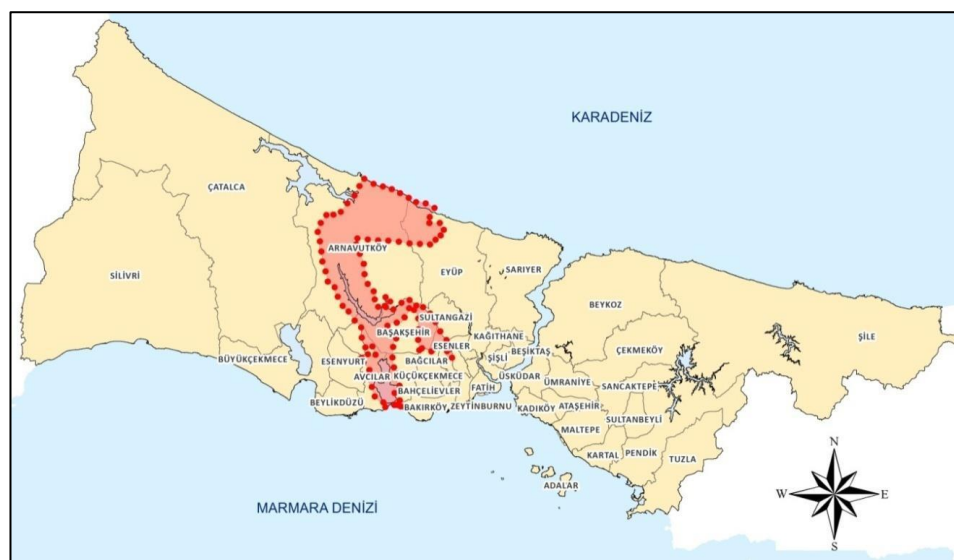 KARADENİZ
ÇATALCA
ARNAVUTKÖY
SİLİVRİ
EYÜP
SARIYER
BEYKOZ
SULTANGAZİ
BAŞAKŞEHİR
KAĞITHANE
ŞİLE
ESENLER
BEŞİKTAŞ
ÇEKMEKÖY
BÜYÜKÇEKMECE
ESENYURT
BAĞCILAR
ŞİŞLİ
AVCILAR
KÜÇÜKÇEKMECE
ÜSKÜDAR
ÜMRANİYE
SANCAKTEPE
FATİH
BAHÇELİEVLER
BEYLİKDÜZÜ
BAKIRKÖY
ZEYTİNBURNU
KADIKÖY
ATAŞEHİR
SULTANBEYLİ
MALTEPE
KARTAL
PENDİK
TUZLA
ADALAR
MARMARA DENİZİ
N
W
E
S